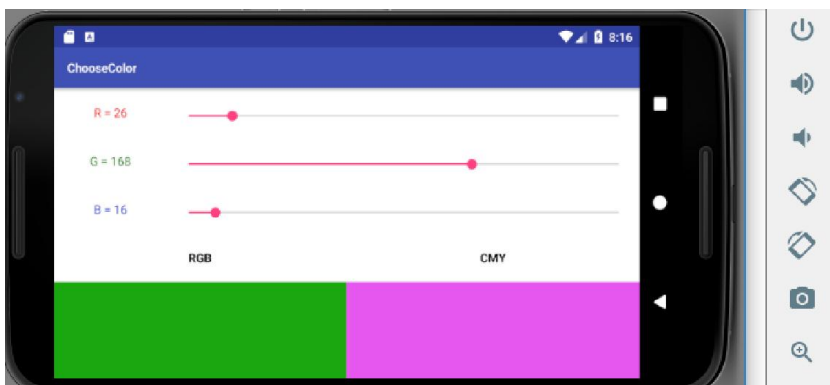 8:16
ChooseColor
R = 26
G = 168
B = 16
RGB
CMY